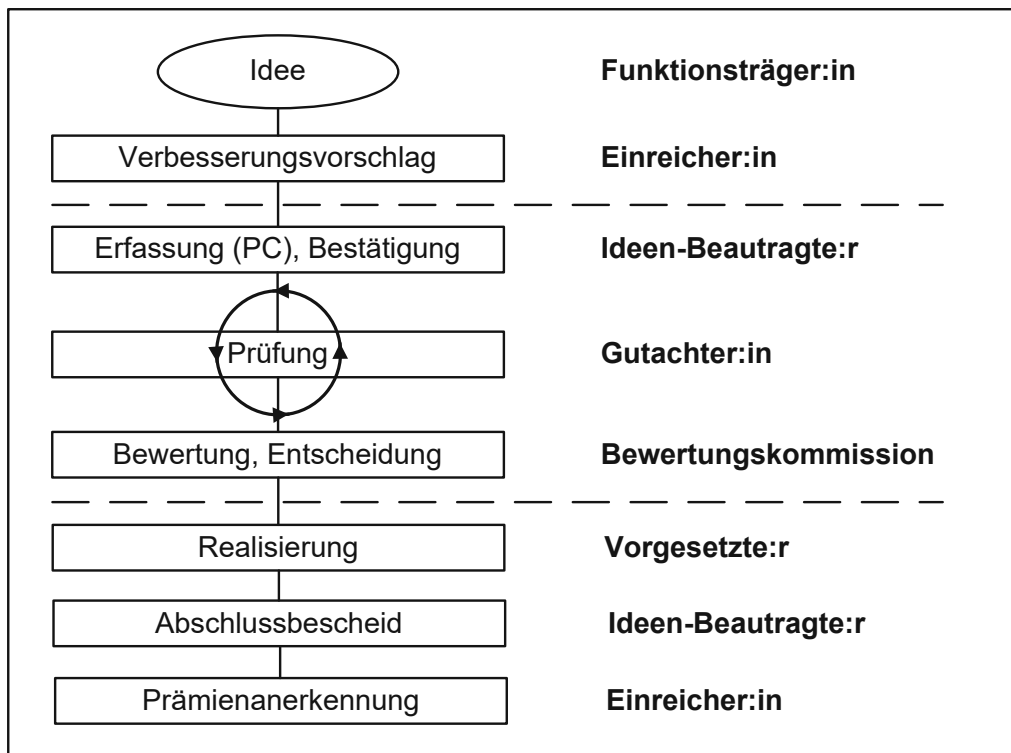 Idee
Funktionsträger:in
Verbesserungsvorschlag
Einreicher:in
Erfassung (PC), Bestätigung
Ideen-Beautragte:r
Prüfung
Gutachter:in
Bewertung, Entscheidung
Bewertungskommission
Realisierung
Vorgesetzte:r
Abschlussbescheid
Ideen-Beautragte:r
Prämienanerkennung
Einreicher:in